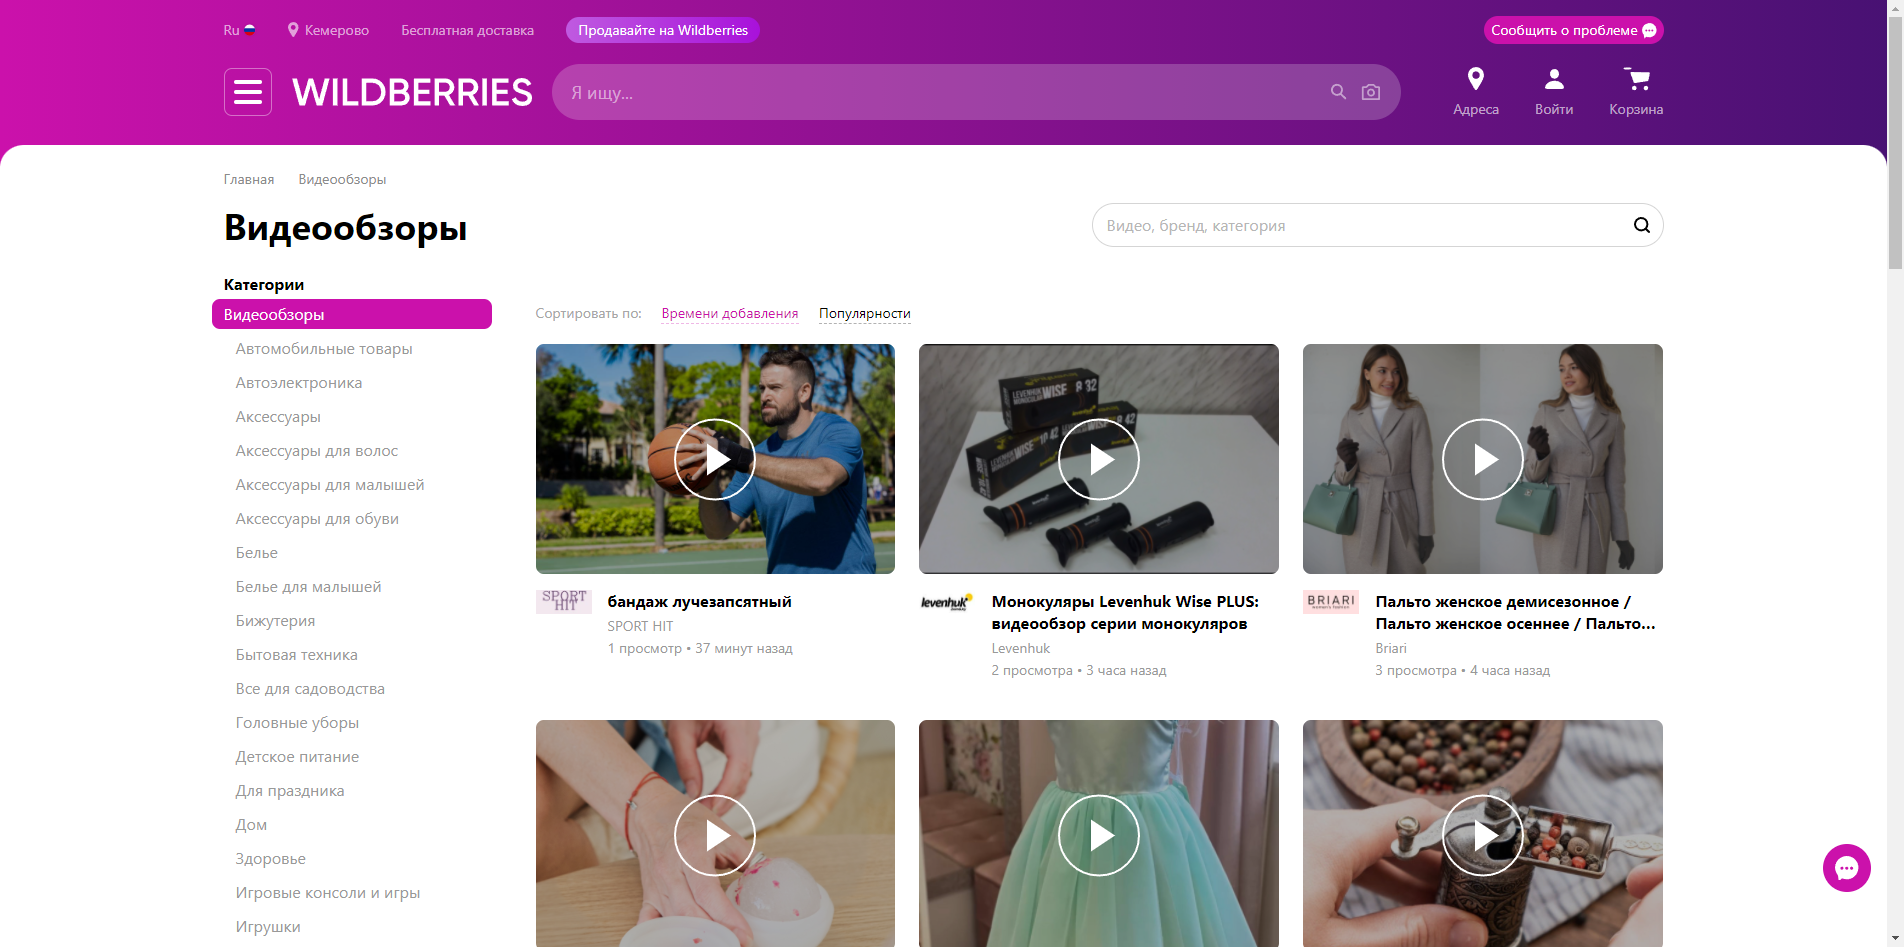 Ru
Кемерово
Бесплатная доставка
Продавайте на Wildberries
Сообщить о проблеме
WILDBERRIES
Я ищу...
Адреса
Войти
Корзина
Главная
Видеообзоры
Видеообзоры
Видео, бренд, категория
Категории
Видеообзоры
Автомобильные товары
Автоэлектроника
Аксессуары
Аксессуары для волос
Аксессуары для малышей
Аксессуары для обуви
Белье
Белье для малышей
Бижутерия
Бытовая техника
Все для садоводства
Головные уборы
Детское питание
Для праздника
Дом
Здоровье
Игровые консоли и игры
Игрушки
Сортировать по:
Времени добавления
Популярности
LEVENHUK WISE 8 32
MONOCULAR
SPORT
HIT
бандаж лучезапсятный
SPORT HIT
1 просмотр • 37 минут назад
levenhuk
Монокуляры Levenhuk Wise PLUS:
видеообзор серии монокуляров
Levenhuk
2 просмотра • 3 часа назад
BRIARI
Пальто женское демисезонное /
Пальто женское осеннее / Пальто...
Briari
3 просмотра • 4 часа назад